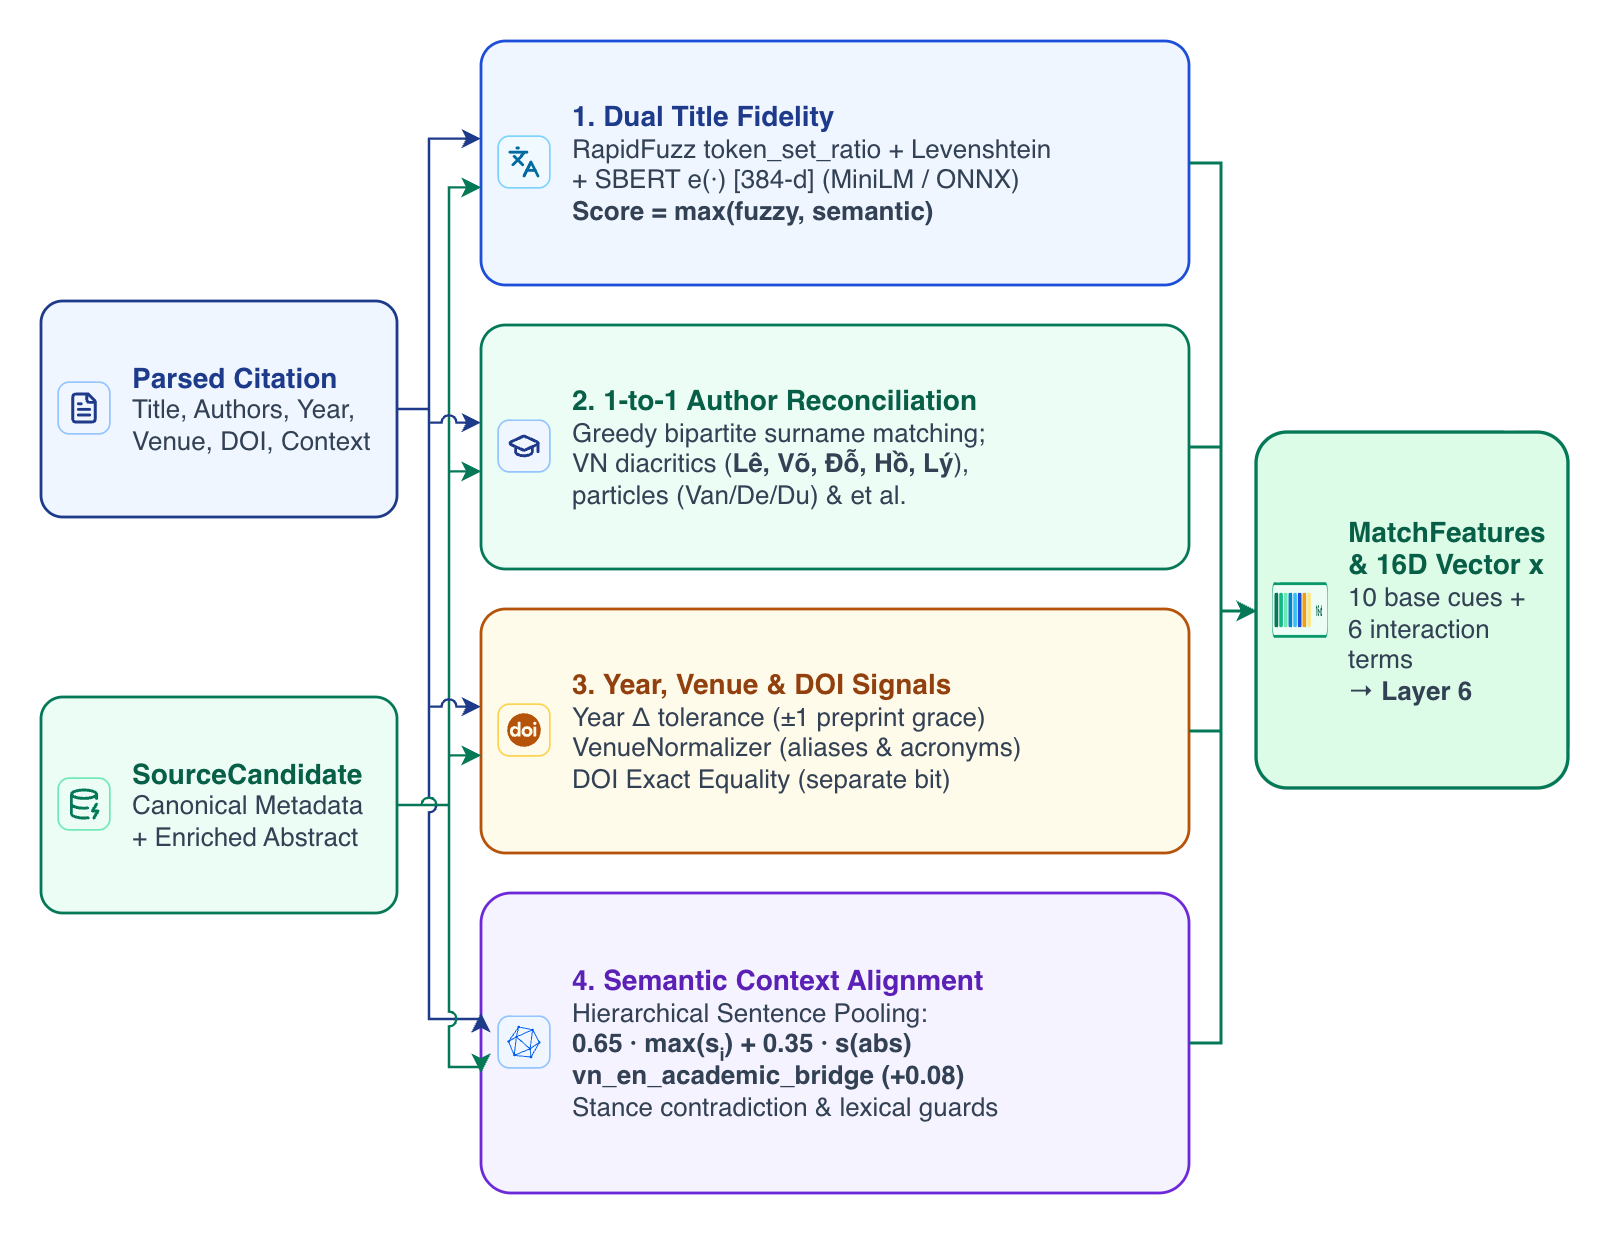 1. Dual Title Fidelity
RapidFuzz token_set_ratio + Levenshtein
+ SBERT e(·) [384-d] (MiniLM / ONNX)
Score = max(fuzzy, semantic)
Parsed Citation
Title, Authors, Year,
Venue, DOI, Context
2. 1-to-1 Author Reconciliation
Greedy bipartite surname matching;
VN diacritics (Lê, Võ, Đỗ, Hồ, Lý),
particles (Van/De/Du) & et al.
SourceCandidate
Canonical Metadata
+ Enriched Abstract
3. Year, Venue & DOI Signals
Year Δ tolerance (±1 preprint grace)
VenueNormalizer (aliases & acronyms)
DOI Exact Equality (separate bit)
doi
4. Semantic Context Alignment
Hierarchical Sentence Pooling:
0.65 · max(sᵢ) + 0.35 · s(abs)
vn_en_academic_bridge (+0.08)
Stance contradiction & lexical guards
MatchFeatures
& 16D Vector x
10 base cues +
6 interaction
terms
→ Layer 6